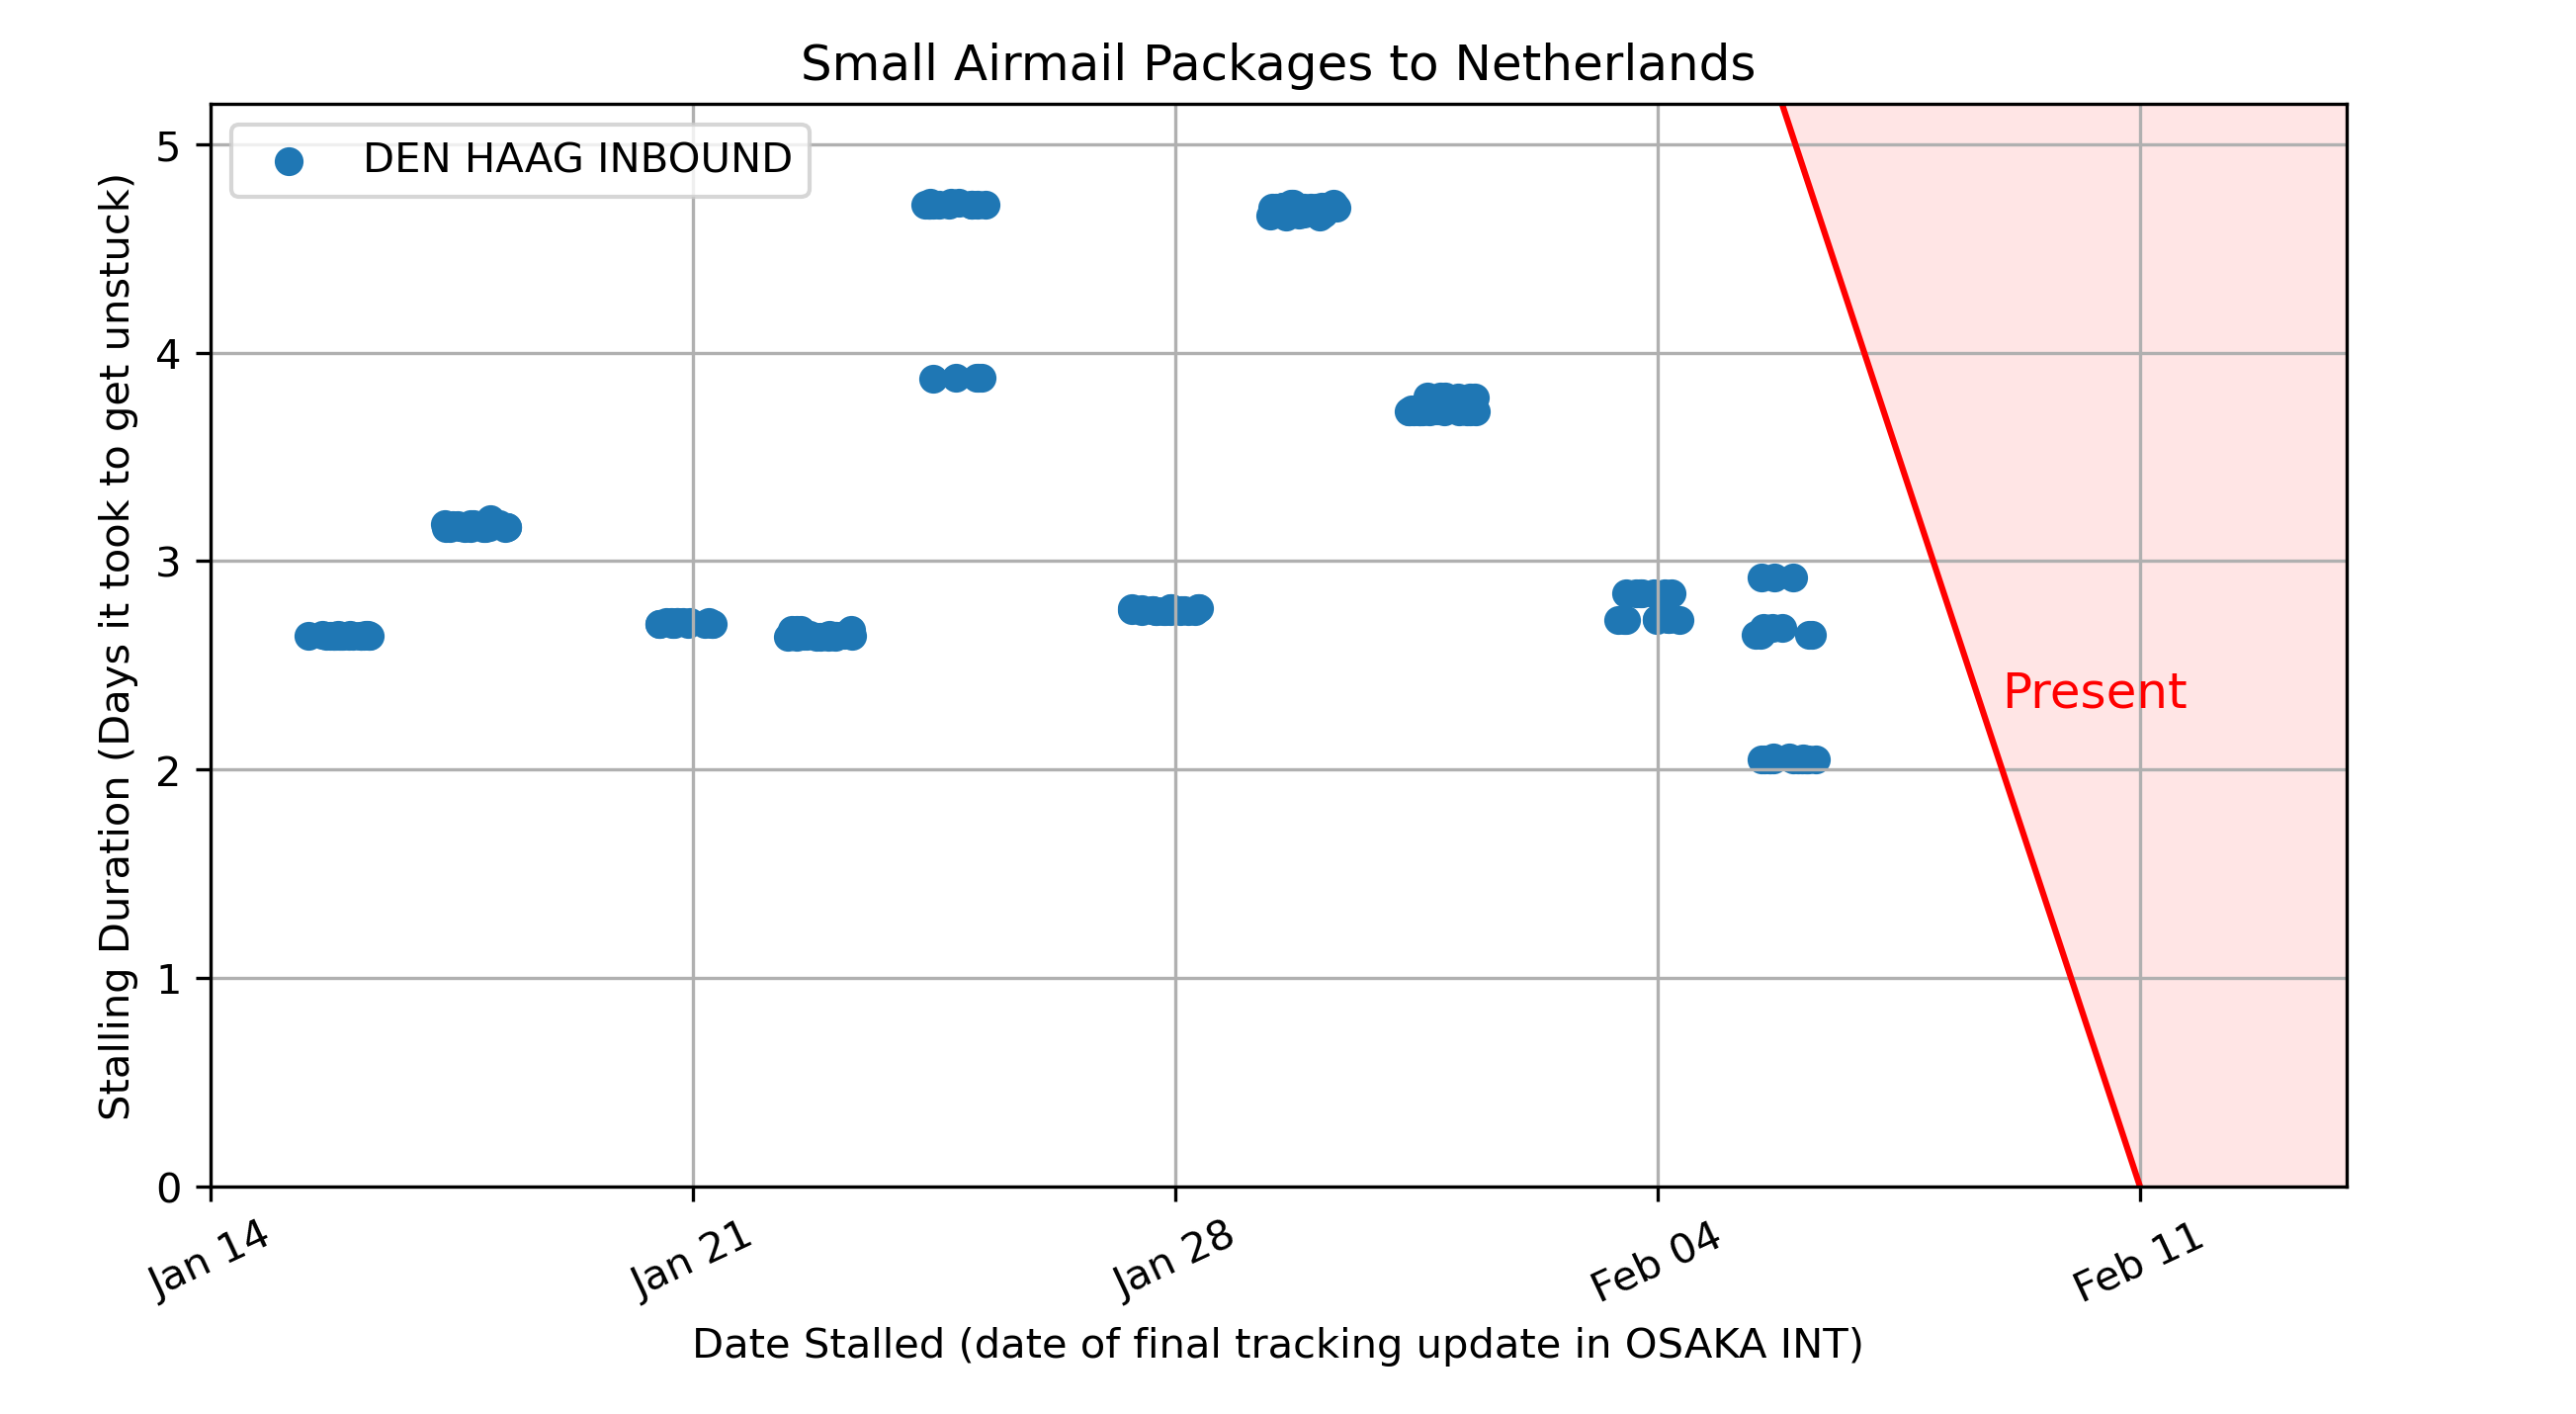 Small Airmail Packages to Netherlands
DEN HAAG INBOUND
Stalling Duration (Days it took to get unstuck)
5
4
3
2
1
0
Present
Jan 14
Jan 21
Jan 28
Feb 04
Feb 11
Date Stalled (date of final tracking update in OSAKA INT)